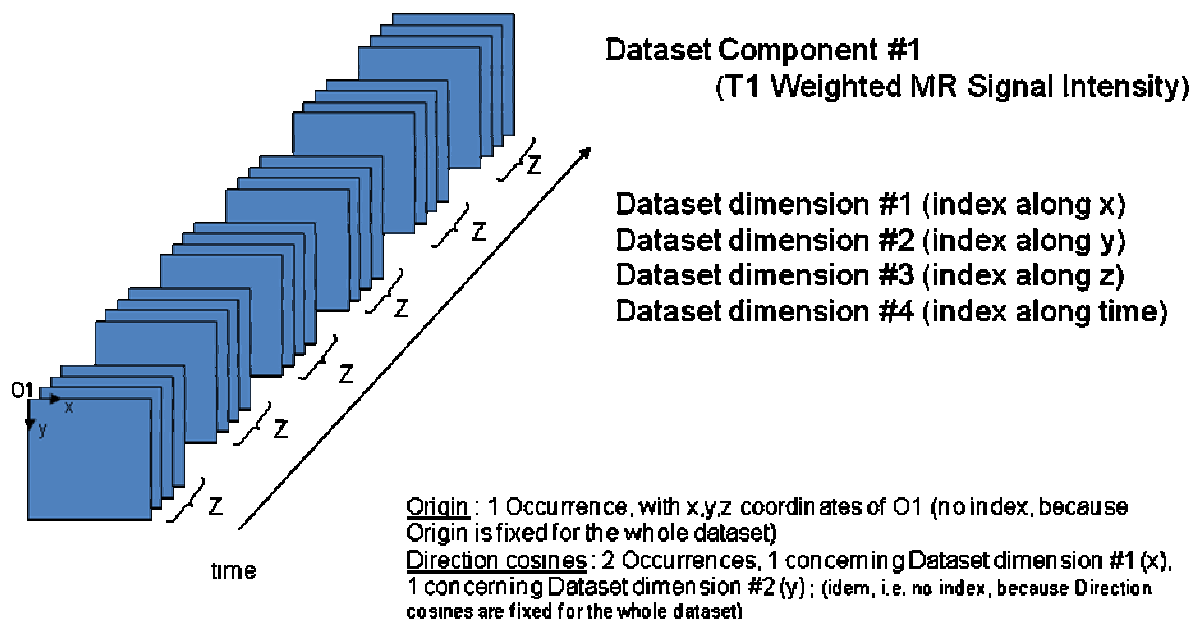 Dataset Component #1
(T1 Weighted MR Signal Intensity)
Z
Dataset dimension #1 (index along x)
Z
Dataset dimension #2 (index along y)
Dataset dimension #3 (index along z)
Z
Dataset dimension #4 (index along time)
Z
O1
x
y
Z
Z
Origin : 1 Occurrence, with x,y,z coordinates of O1 (no index, because
Origin is fixed for the whole dataset)
Direction cosines : 2 Occurrences, 1 concerning Dataset dimension #1 (x),
time
1 concerning Dataset dimension #2 (y) ; (idem, i.e. no index, because Direction
cosines are fixed for the whole dataset)